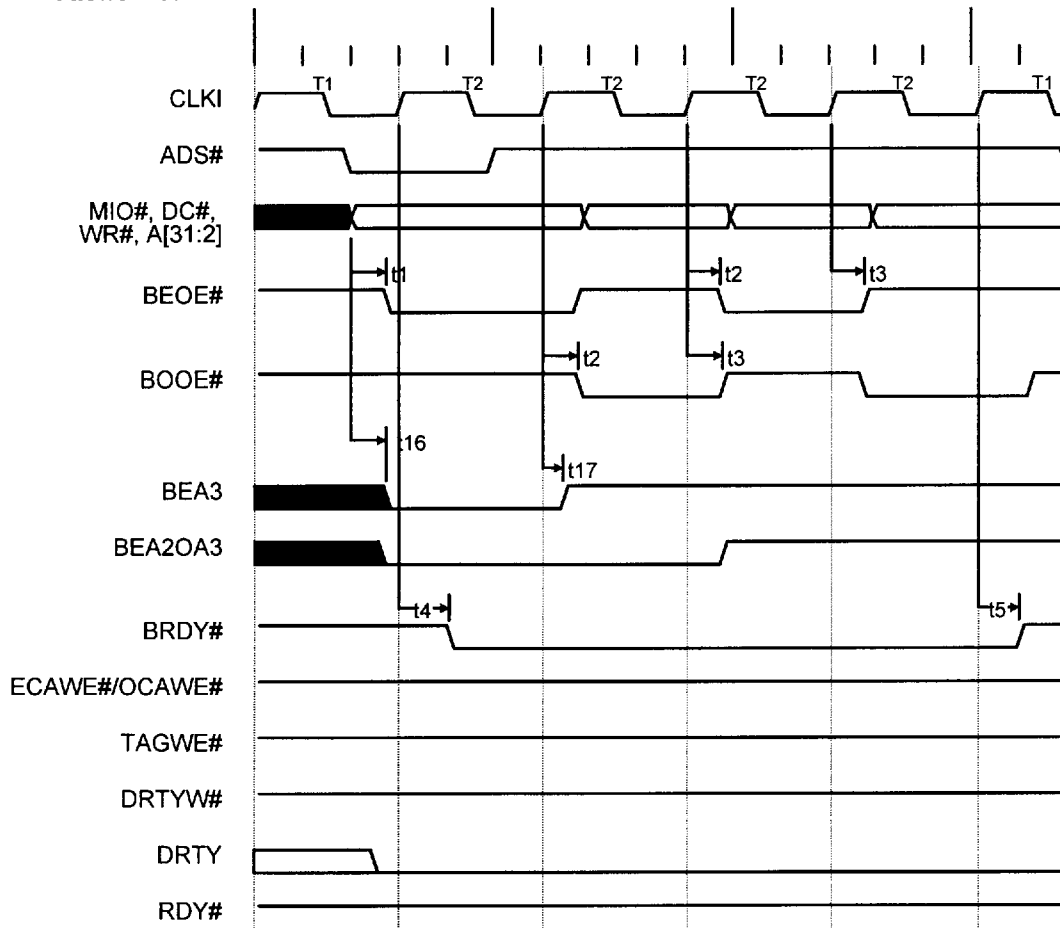 T1 T2 T2 T2 T2 T1
CLKI
ADS#
MIO#, DC#,
WR#, A[31:2]
t1 t2 t3
BEOE#
t2 t3
BOOE#
t16
t17
BEA3
BEA2OA3
t4 t5
BRDY#
ECAWE#/OCAWE#
TAGWE#
DRTYW#
DRTY
RDY#